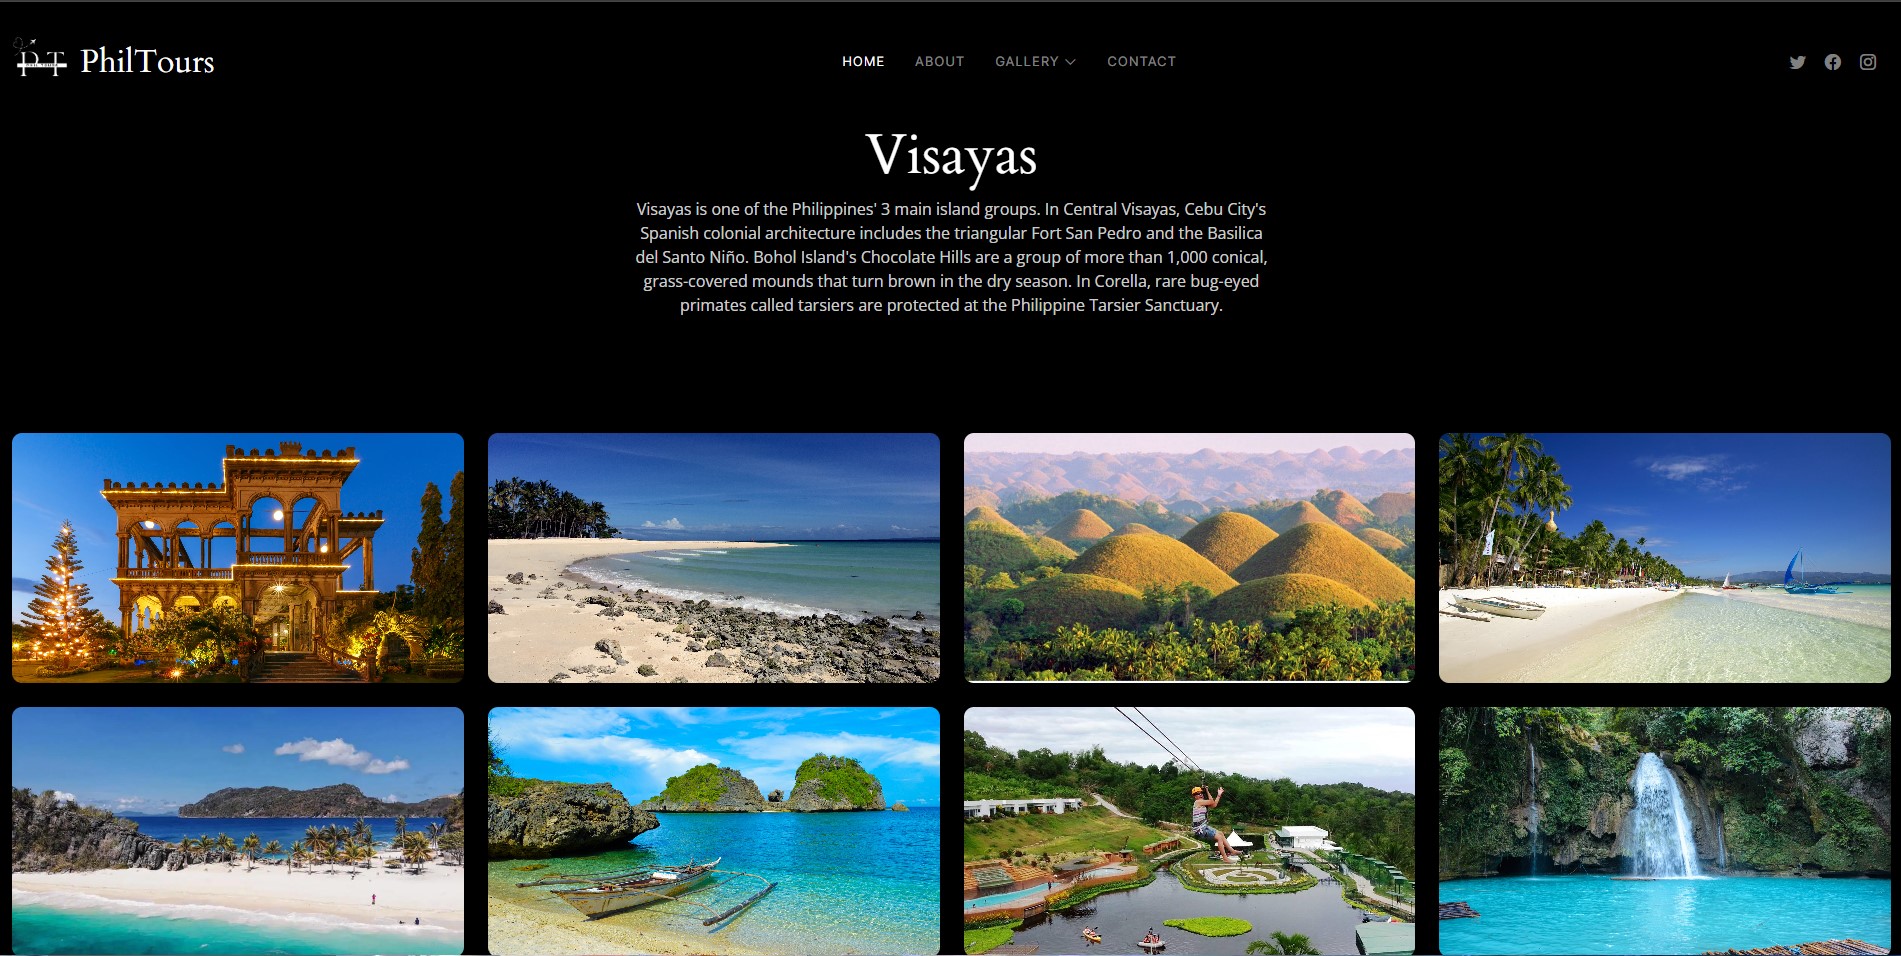 PT
PhilTours
HOME
ABOUT
GALLERY
CONTACT
Visayas
Visayas is one of the Philippines' 3 main island groups. In Central Visayas, Cebu City's
Spanish colonial architecture includes the triangular Fort San Pedro and the Basilica
del Santo Niño. Bohol Island's Chocolate Hills are a group of more than 1,000 conical,
grass-covered mounds that turn brown in the dry season. In Corella, rare bug-eyed
primates called tarsiers are protected at the Philippine Tarsier Sanctuary.